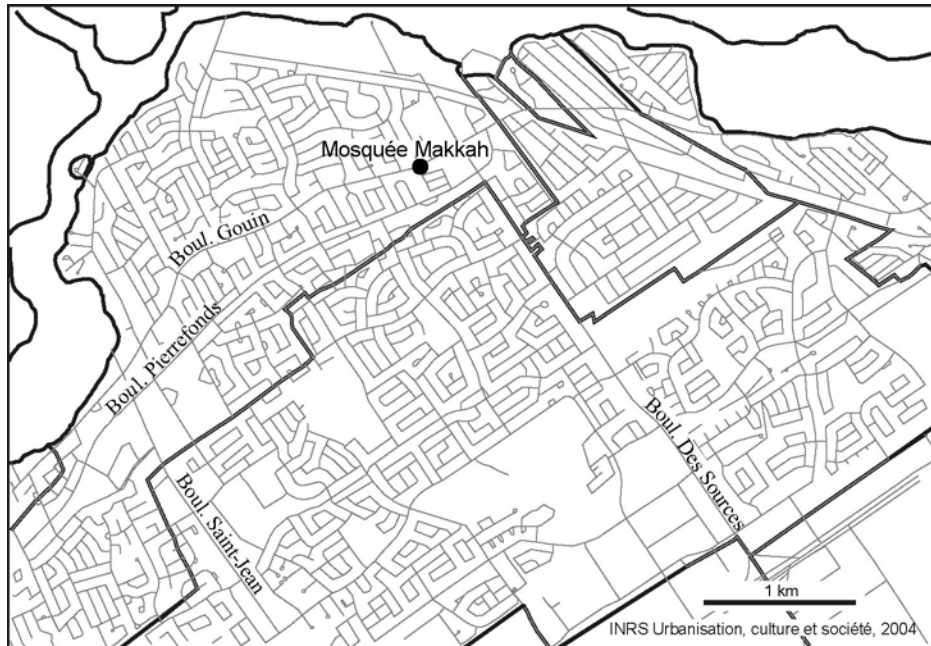 Mosquée Makkah
Boul. Gouin
Boul. Pierrefonds
Boul. Des Sources
Boul. Saint-Jean
1 km
INRS Urbanisation, culture et société, 2004